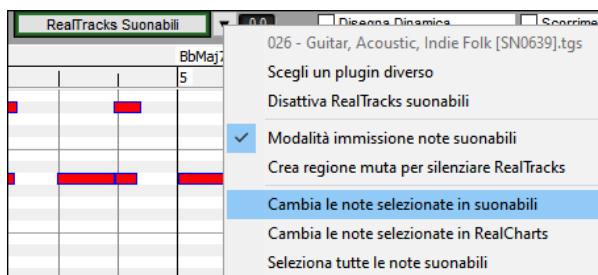 RealTracks Suonabili
0.0
Disegna Dinamica
BbMaj7
5
026 - Guitar, Acoustic, Indie Folk [SN0639].tgs
Scegli un plugin diverso
Disattiva RealTracks suonabili
Modalità immissione note suonabili
Crea regione muta per silenziare RealTracks
Cambia le note selezionate in suonabili
Cambia le note selezionate in RealCharts
Seleziona tutte le note suonabili